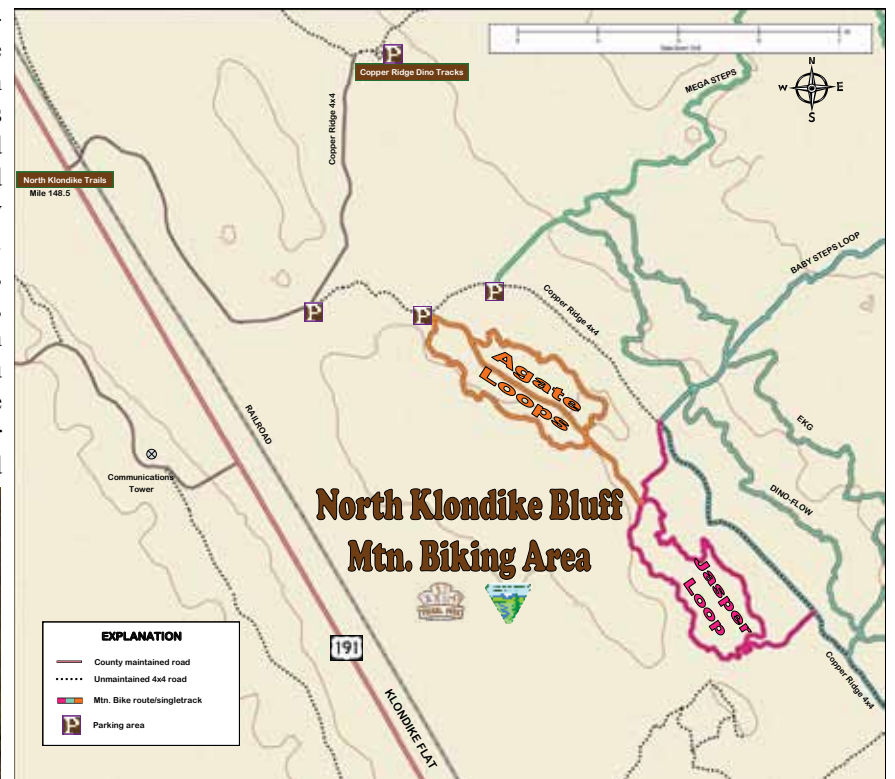 Copper Ridge Dino Tracks
MEGA STEPS
N
W E
S
Copper Ridge 4x4
North Klondike Trails
Mile 148.5
BABY STEPS LOOP
Copper Ridge 4x4
Agate
Loops
RAILROAD
EKG
Communications
Tower
DINO-FLOW
North Klondike Bluff
Mtn. Biking Area
Jasper
Loop
TRAIL MIX
EXPLANATION
County maintained road
Unmaintained 4x4 road
Mtn. Bike route/singletrack
P Parking area
191
KLONDIKE FLAT
Copper Ridge 4x4
P
P
P
P